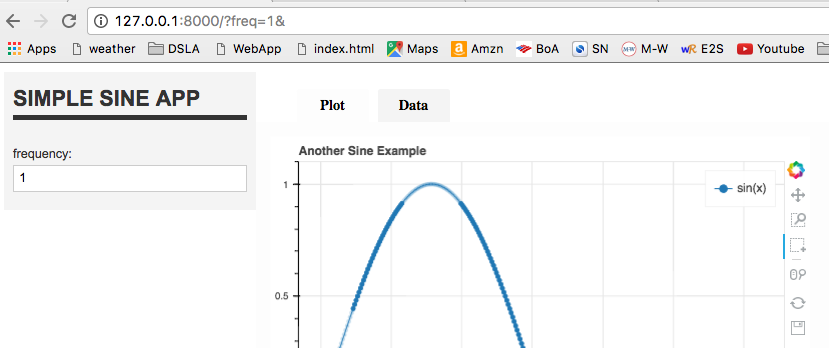 127.0.0.1:8000/?freq=1&
Apps weather DSLA WebApp index.html Maps a Amzn BoA SN M-W M-W wR E2S Youtube
SIMPLE SINE APP
frequency:
1
Plot Data
Another Sine Example
sin(x)
1
0.5